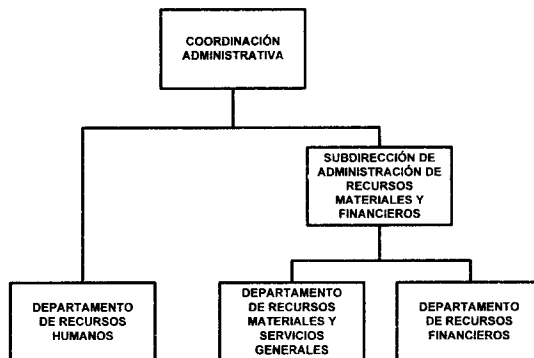 COORDINACIÓN
ADMINISTRATIVA
SUBDIRECCIÓN DE
ADMINISTRACIÓN DE
RECURSOS
MATERIALES Y
FINANCIEROS
DEPARTAMENTO
DE RECURSOS
HUMANOS
DEPARTAMENTO
DE RECURSOS
MATERIALES Y
SERVICIOS
GENERALES
DEPARTAMENTO
DE RECURSOS
FINANCIEROS